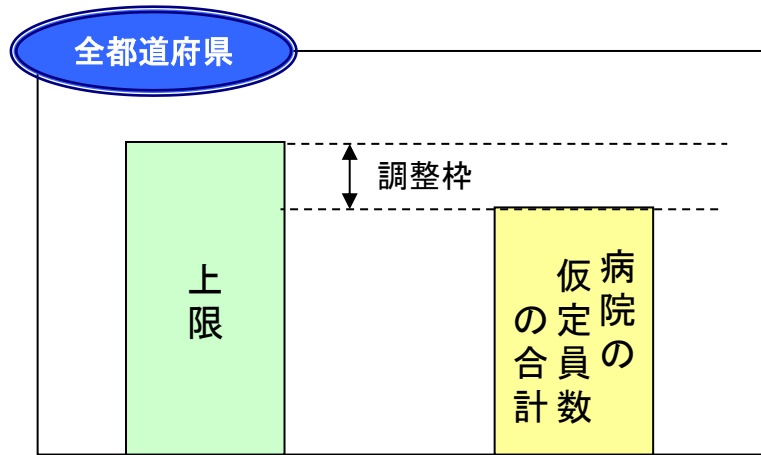 全都道府県
調整枠
上限
病院の
仮定員数
の合計